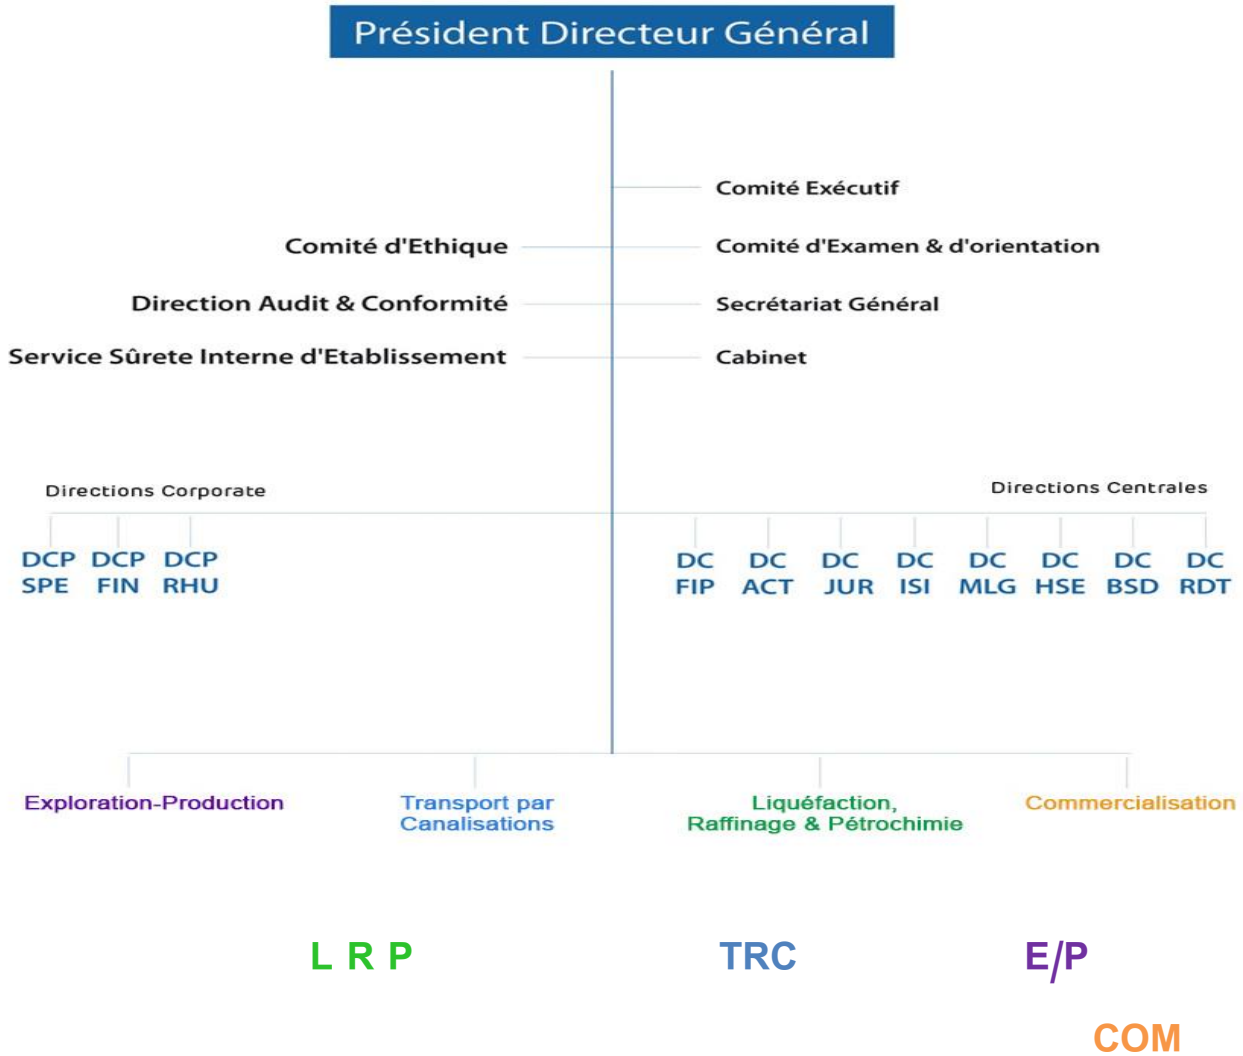 Président Directeur Général
Comité Exécutif
Comité d'Ethique
Comité d'Examen & d'orientation
Direction Audit & Conformité
Secrétariat Général
Service Sûrete Interne d'Etablissement
Cabinet
Directions Corporate
Directions Centrales
DCP SPE
DCP FIN
DCP RHU
DC FIP
DC ACT
DC JUR
DC ISI
DC MLG
DC HSE
DC BSD
DC RDT
Exploration-Production
Transport par
Canalisations
Liquéfaction,
Raffinage & Pétrochimie
Commercialisation
L R P
TRC
E/P
COM